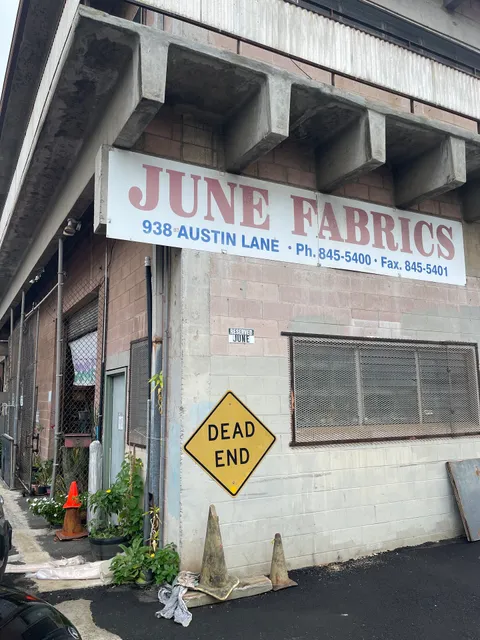 JUNE FABRICS
938 AUSTIN LANE • Ph. 845-5400 • Fax. 845-5401
RESERVED
JUNE
DEAD
END